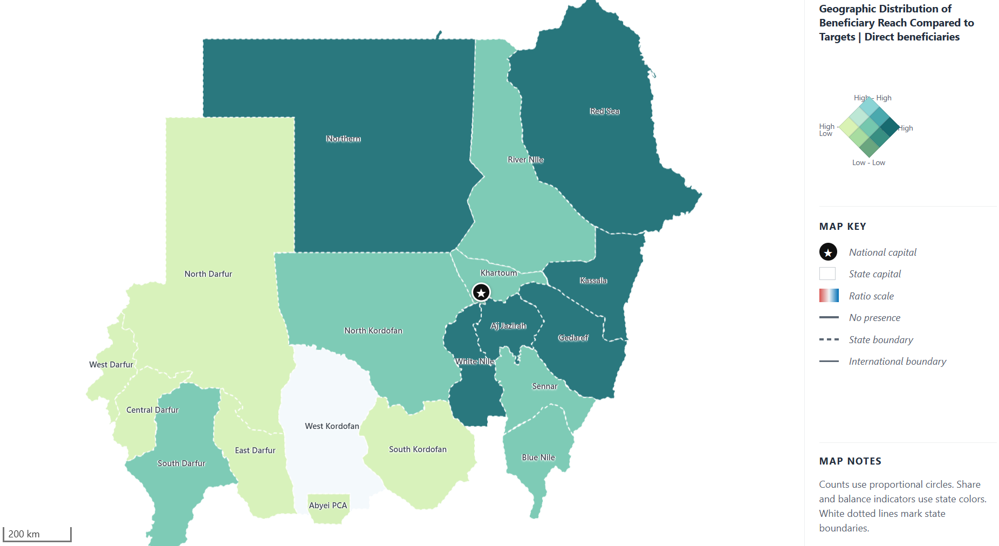 Geographic Distribution of
Beneficiary Reach Compared to
Targets | Direct beneficiaries
High - High
High -
Low
High
Low - Low
MAP KEY
National capital
State capital
Ratio scale
No presence
State boundary
International boundary
MAP NOTES
Counts use proportional circles. Share
and balance indicators use state colors.
White dotted lines mark state
boundaries.
Red Sea
Northern
River Nile
North Darfur
Khartoum
Kassala
Aj Jazirah
North Kordofan
Gedaref
White Nile
West Darfur
Sennar
Central Darfur
West Kordofan
South Kordofan
East Darfur
Blue Nile
South Darfur
Abyei PCA
200 km